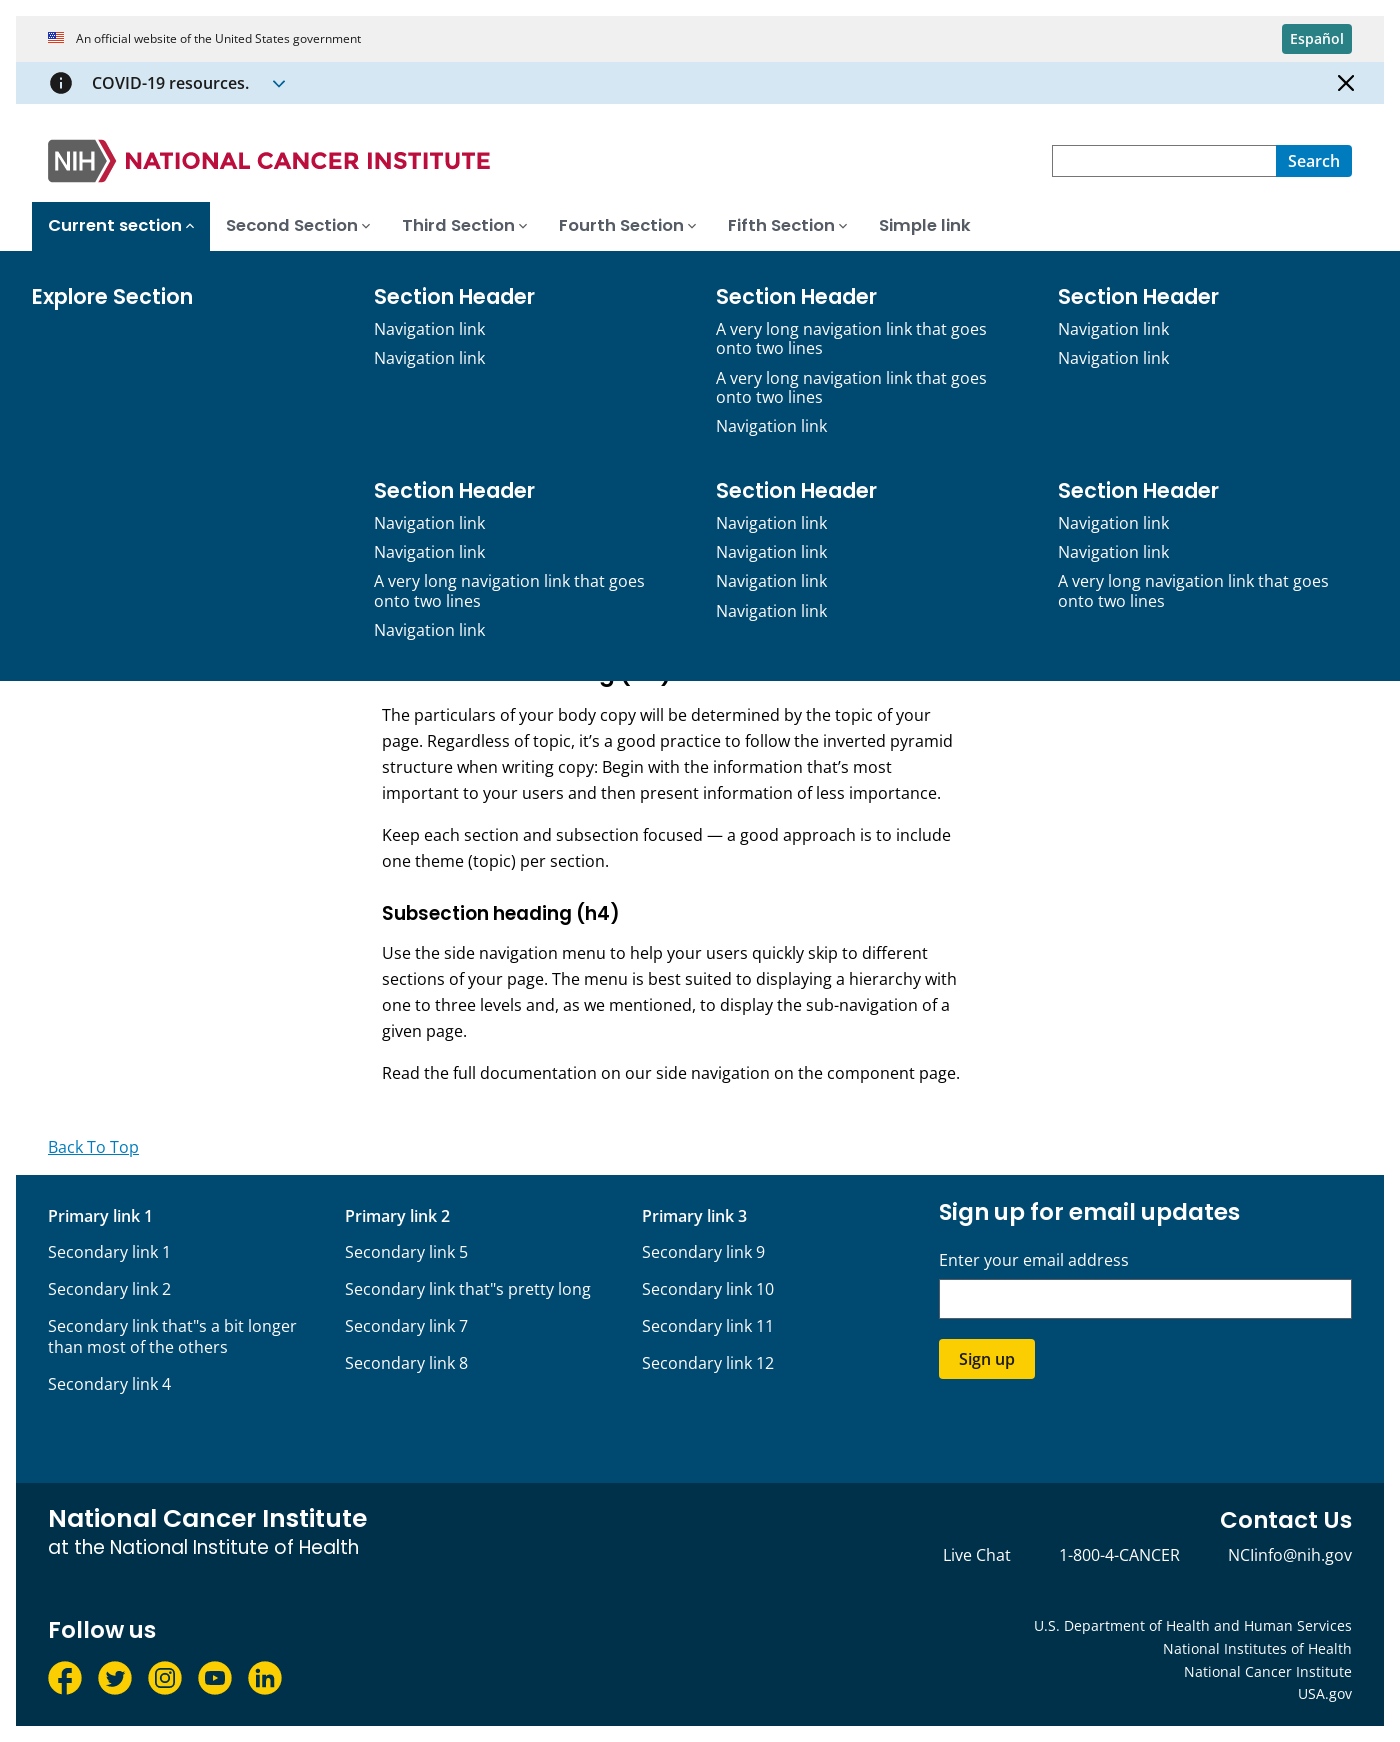 An official website of the United States government
Español
COVID-19 resources.
NIH NATIONAL CANCER INSTITUTE
Search
Current section
Second Section
Third Section
Fourth Section
Fifth Section
Simple link
Explore Section
Section Header
Navigation link
Navigation link
Section Header
A very long navigation link that goes
onto two lines
A very long navigation link that goes
onto two lines
Navigation link
Section Header
Navigation link
Navigation link
Section Header
Navigation link
Navigation link
A very long navigation link that goes
onto two lines
Navigation link
Section Header
Navigation link
Navigation link
Navigation link
Navigation link
Section Header
Navigation link
Navigation link
A very long navigation link that goes
onto two lines
The particulars of your body copy will be determined by the topic of your
page. Regardless of topic, it’s a good practice to follow the inverted pyramid
structure when writing copy: Begin with the information that’s most
important to your users and then present information of less importance.
Keep each section and subsection focused — a good approach is to include
one theme (topic) per section.
Subsection heading (h4)
Use the side navigation menu to help your users quickly skip to different
sections of your page. The menu is best suited to displaying a hierarchy with
one to three levels and, as we mentioned, to display the sub-navigation of a
given page.
Read the full documentation on our side navigation on the component page.
Back To Top
Primary link 1
Secondary link 1
Secondary link 2
Secondary link that"s a bit longer
than most of the others
Secondary link 4
Primary link 2
Secondary link 5
Secondary link that"s pretty long
Secondary link 7
Secondary link 8
Primary link 3
Secondary link 9
Secondary link 10
Secondary link 11
Secondary link 12
Sign up for email updates
Enter your email address
Sign up
National Cancer Institute
at the National Institute of Health
Contact Us
Live Chat
1-800-4-CANCER
NCIinfo@nih.gov
Follow us
U.S. Department of Health and Human Services
National Institutes of Health
National Cancer Institute
USA.gov